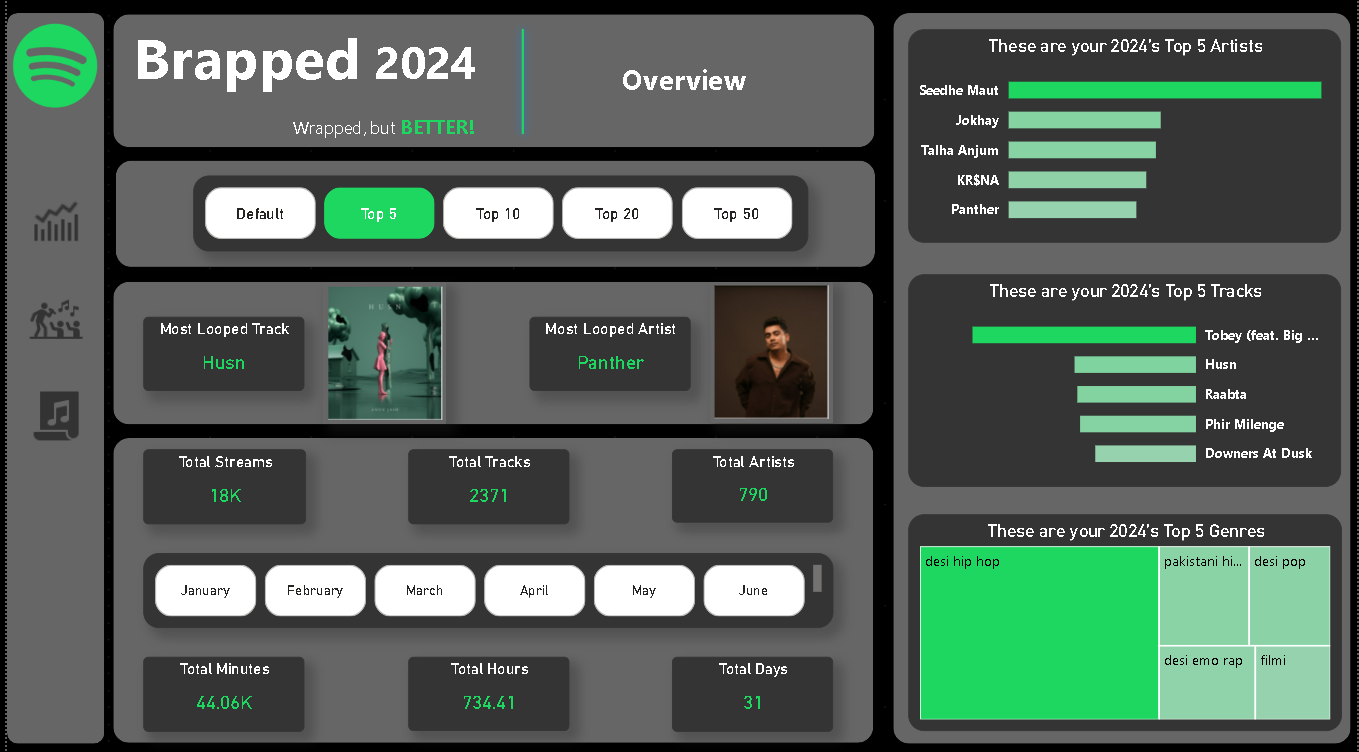 Brapped 2024
Wrapped, but BETTER!
Overview
Default
Top 5
Top 10
Top 20
Top 50
Most Looped Track
Husn
HUSN
Most Looped Artist
Panther
Total Streams
18K
Total Tracks
2371
Total Artists
790
January
February
March
April
May
June
Total Minutes
44.06K
Total Hours
734.41
Total Days
31
These are your 2024's Top 5 Artists
Seedhe Maut
Jokhay
Talha Anjum
KR$NA
Panther
These are your 2024's Top 5 Tracks
Tobey (feat. Big ...
Husn
Raabta
Phir Milenge
Downers At Dusk
These are your 2024's Top 5 Genres
desi hip hop
pakistani hi...
desi pop
desi emo rap
filmi